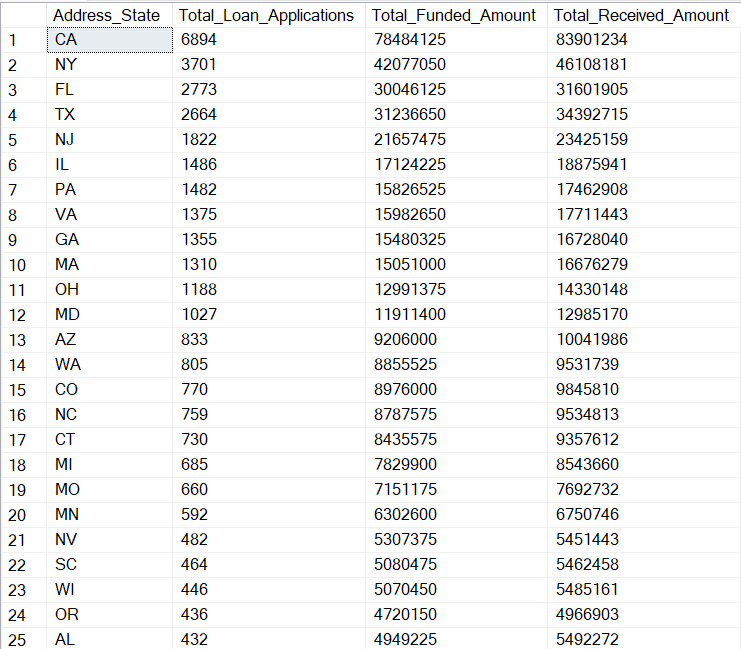 Address_State Total_Loan_Applications Total_Funded_Amount Total_Received_Amount
1 CA 6894 78484125 83901234
2 NY 3701 42077050 46108181
3 FL 2773 30046125 31601905
4 TX 2664 31236650 34392715
5 NJ 1822 21657475 23425159
6 IL 1486 17124225 18875941
7 PA 1482 15826525 17462908
8 VA 1375 15982650 17711443
9 GA 1355 15480325 16728040
10 MA 1310 15051000 16676279
11 OH 1188 12991375 14330148
12 MD 1027 11911400 12985170
13 AZ 833 9206000 10041986
14 WA 805 8855525 9531739
15 CO 770 8976000 9845810
16 NC 759 8787575 9534813
17 CT 730 8435575 9357612
18 MI 685 7829900 8543660
19 MO 660 7151175 7692732
20 MN 592 6302600 6750746
21 NV 482 5307375 5451443
22 SC 464 5080475 5462458
23 WI 446 5070450 5485161
24 OR 436 4720150 4966903
25 AL 432 4949225 5492272